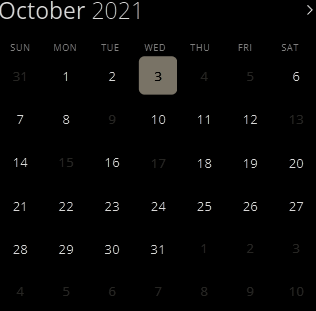 October 2021
SUN MON TUE WED THU FRI SAT
31 1 2 3 4 5 6
7 8 9 10 11 12 13
14 15 16 17 18 19 20
21 22 23 24 25 26 27
28 29 30 31 1 2 3
4 5 6 7 8 9 10